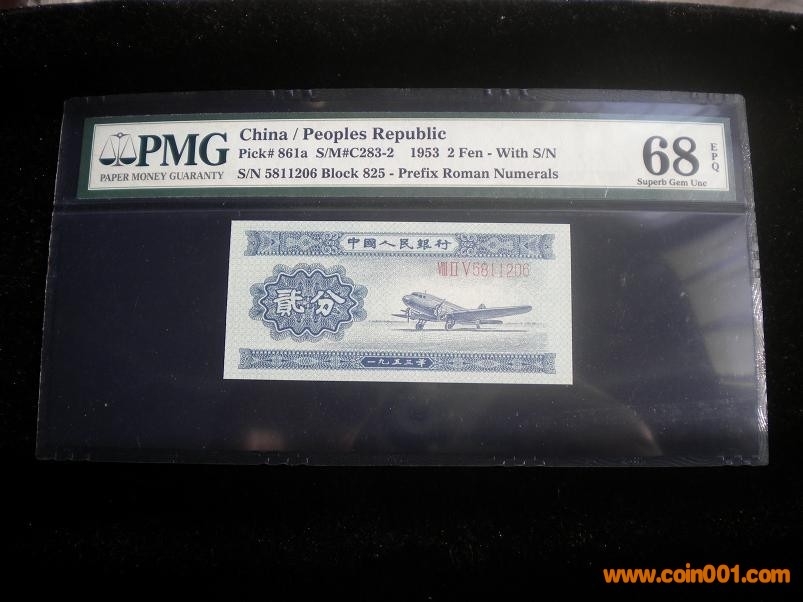 PMG
PAPER MONEY GUARANTY
China / Peoples Republic
Pick# 861a S/M#C283-2 1953 2 Fen - With S/N
S/N 5811206 Block 825 - Prefix Roman Numerals
68 EPQ
Superb Gem Unc
中國人民銀行
VIII II V 5811206
貳分
一九五三年
www.coin001.com